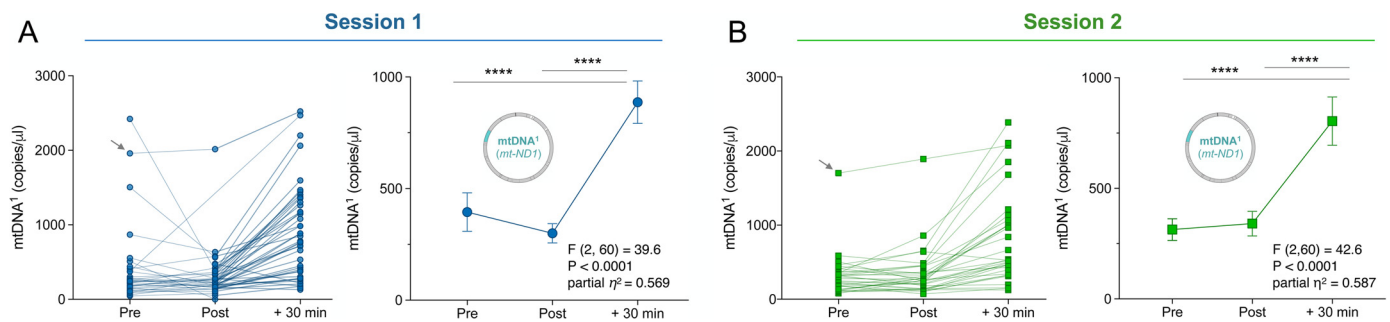 A
Session 1
mtDNA¹ (copies/µl)
3000
2000
1000
0
Pre
Post
+ 30 min
mtDNA¹ (copies/µl)
1000
500
0
****
****
mtDNA¹
(mt-ND1)
F (2, 60) = 39.6
P < 0.0001
partial η² = 0.569
Pre
Post
+ 30 min
B
Session 2
mtDNA¹ (copies/µl)
3000
2000
1000
0
Pre
Post
+ 30 min
mtDNA¹ (copies/µl)
1000
500
0
****
****
mtDNA¹
(mt-ND1)
F (2,60) = 42.6
P < 0.0001
partial η² = 0.587
Pre
Post
+ 30 min